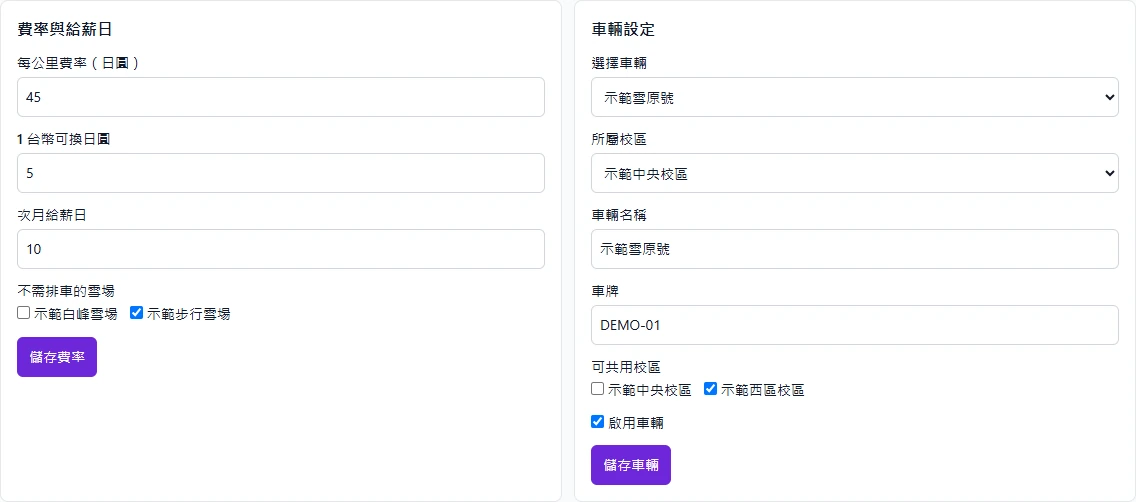 費率與給薪日
每公里費率（日圓）
45
1 台幣可換日圓
5
次月給薪日
10
不需排車的雪場
示範白峰雪場 示範步行雪場
儲存費率
車輛設定
選擇車輛
示範雪原號
所屬校區
示範中央校區
車輛名稱
示範雪原號
車牌
DEMO-01
可共用校區
示範中央校區 示範西區校區
啟用車輛
儲存車輛